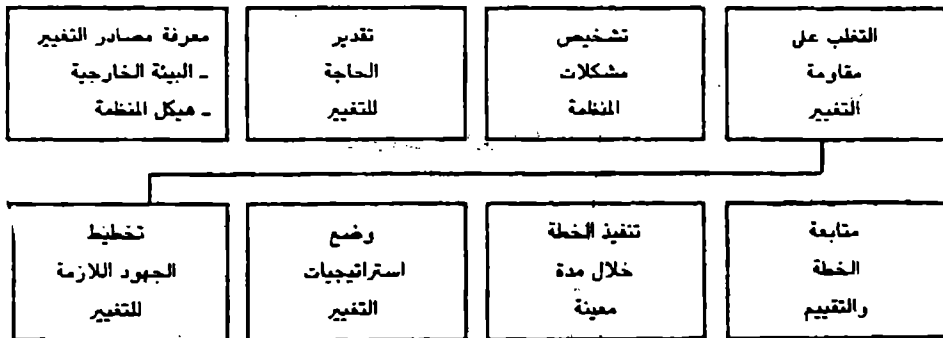 معرفة مصادر التغيير
ـ البيئة الخارجية
ـ هيكل المنظمة
تقدير
الحاجة
للتغيير
تشخيص
مشكلات
المنظمة
التغلب على
مقاومة
التغيير
تخطيط
الجهود اللازمة
للتغيير
وضع
استراتيجيات
التغيير
تنفيذ الخطة
خلال مدة
معينة
متابعة
الخطة
والتقييم